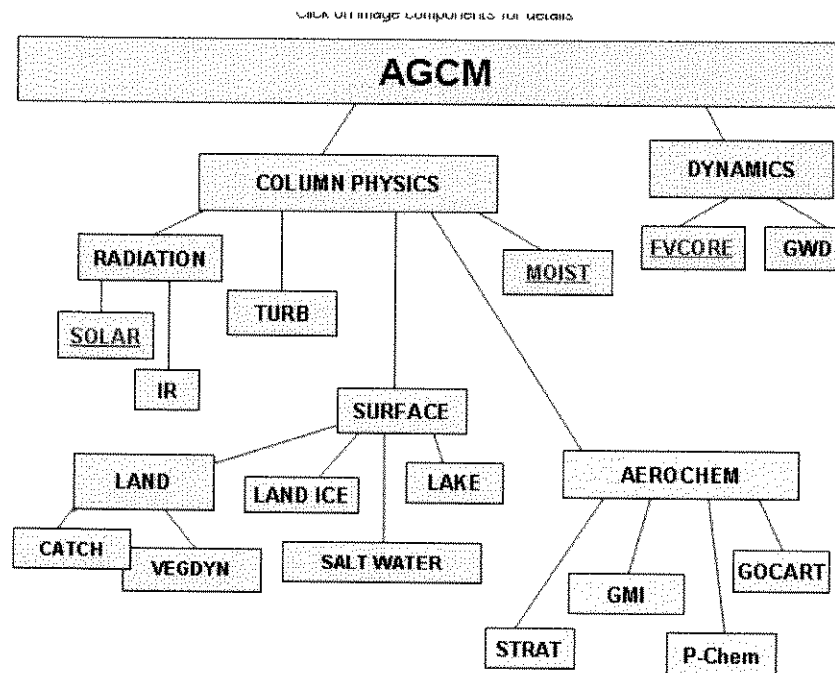 Click on image components for details
AGCM
COLUMN PHYSICS
DYNAMICS
RADIATION
MOIST
FVCORE
GWD
SOLAR
TURB
IR
SURFACE
LAND
LAND ICE
LAKE
AEROCHEM
CATCH
VEGDYN
SALT WATER
GOCART
GMI
STRAT
P-Chem